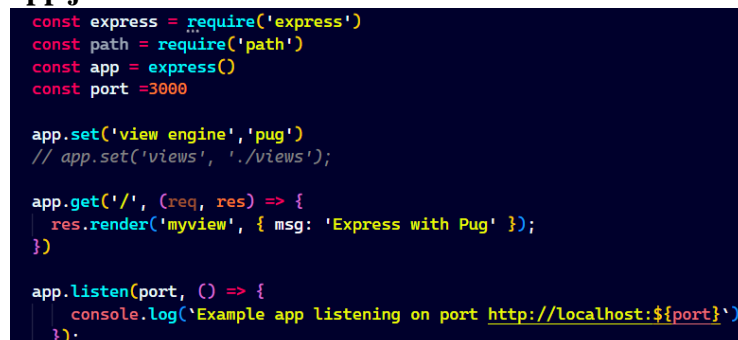 const express = require('express')
const path = require('path')
const app = express()
const port =3000
app.set('view engine','pug')
// app.set('views', './views');
app.get('/', (req, res) => {
res.render('myview', { msg: 'Express with Pug' });
})
app.listen(port, () => {
console.log(`Example app listening on port http://localhost:${port}`)
});